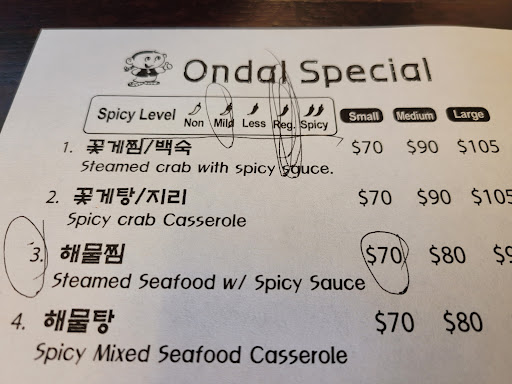 Ondal Special
Spicy Level Non Mild Less Reg. Spicy Small Medium Large
1. 꽃게찜/백숙 $70 $90 $105
Steamed crab with spicy sauce.
2. 꽃게탕/지리 $70 $90 $105
Spicy crab Casserole
3. 해물찜 $70 $80
Steamed Seafood w/ Spicy Sauce
4. 해물탕 $70 $80
Spicy Mixed Seafood Casserole